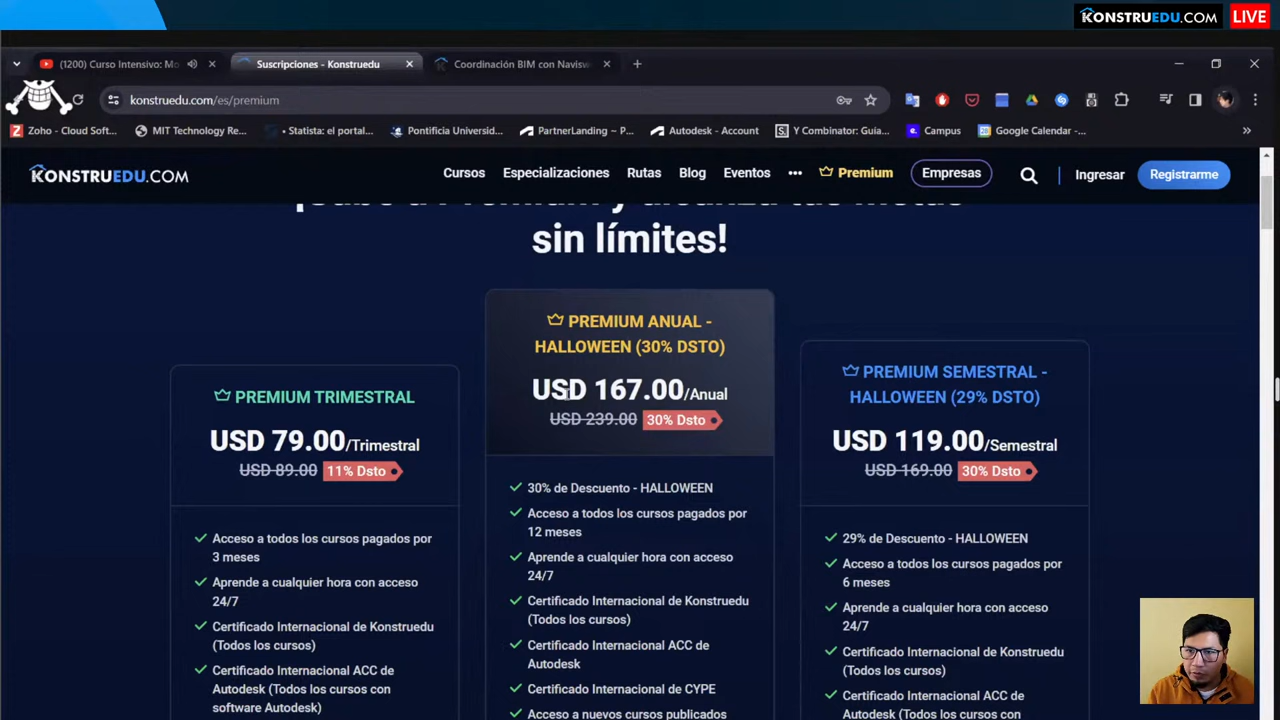 KONSTRUEDU.COM LIVE
(1200) Curso Intensivo: Mo
Suscripciones - Konstruedu
Coordinación BIM con Navisw
konstruedu.com/es/premium
Zoho - Cloud Soft...
MIT Technology Re...
• Statista: el portal...
Pontificia Universid...
PartnerLanding – P...
Autodesk - Account
Y Combinator: Guía...
Campus
Google Calendar -...
KONSTRUEDU.COM
Cursos
Especializaciones
Rutas
Blog
Eventos
Premium
Empresas
Ingresar
Registrarme
¡Sube a Premium y alcanza tus metas
sin límites!
PREMIUM TRIMESTRAL
USD 79.00/Trimestral
USD 89.00 11% Dsto
Acceso a todos los cursos pagados por
3 meses
Aprende a cualquier hora con acceso
24/7
Certificado Internacional de Konstruedu
(Todos los cursos)
Certificado Internacional ACC de
Autodesk (Todos los cursos con
software Autodesk)
PREMIUM ANUAL -
HALLOWEEN (30% DSTO)
USD 167.00/Anual
USD 239.00 30% Dsto
30% de Descuento - HALLOWEEN
Acceso a todos los cursos pagados por
12 meses
Aprende a cualquier hora con acceso
24/7
Certificado Internacional de Konstruedu
(Todos los cursos)
Certificado Internacional ACC de
Autodesk
Certificado Internacional de CYPE
Acceso a nuevos cursos publicados
PREMIUM SEMESTRAL -
HALLOWEEN (29% DSTO)
USD 119.00/Semestral
USD 169.00 30% Dsto
29% de Descuento - HALLOWEEN
Acceso a todos los cursos pagados por
6 meses
Aprende a cualquier hora con acceso
24/7
Certificado Internacional de Konstruedu
(Todos los cursos)
Certificado Internacional ACC de
Autodesk (Todos los cursos con